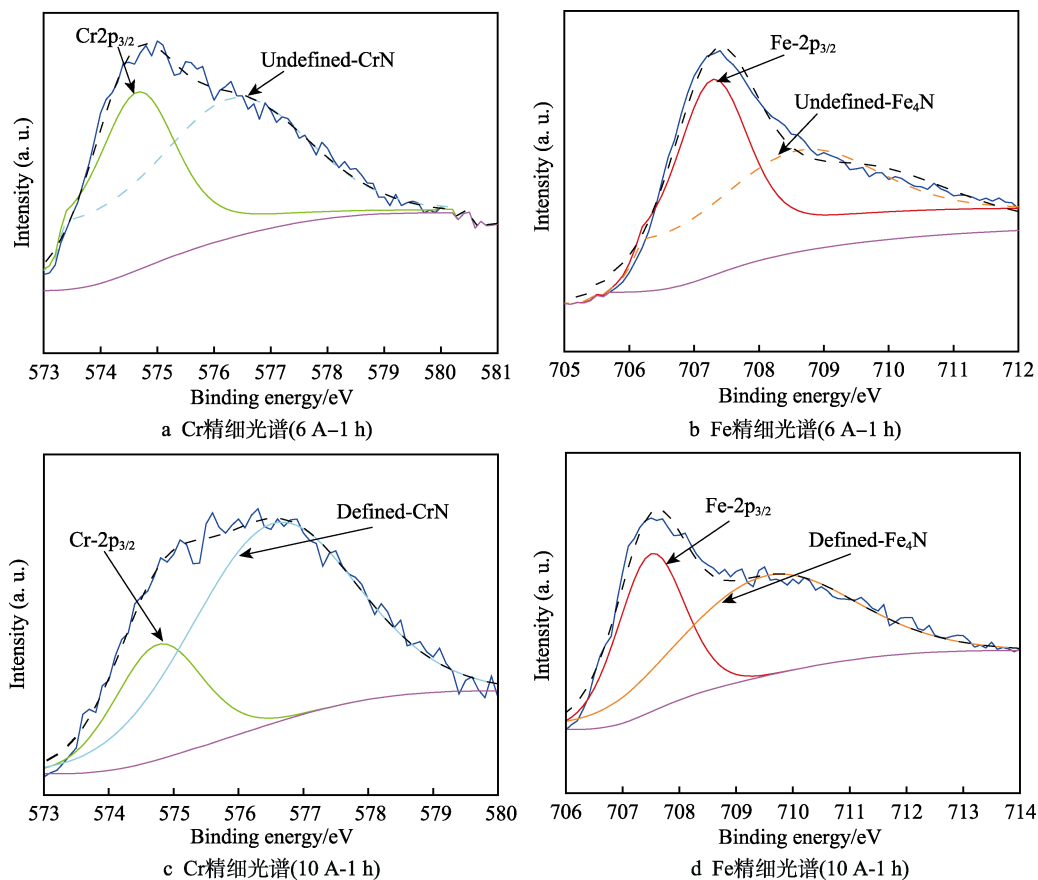 Cr2p3/2
Undefined-CrN
Intensity (a. u.)
573 574 575 576 577 578 579 580 581
Binding energy/eV
a Cr精细光谱(6 A–1 h)
Fe-2p3/2
Undefined-Fe4N
Intensity (a. u.)
705 706 707 708 709 710 711 712
Binding energy/eV
b Fe精细光谱(6 A–1 h)
Defined-CrN
Cr-2p3/2
Intensity (a. u.)
573 574 575 576 577 578 579 580
Binding energy/eV
c Cr精细光谱(10 A-1 h)
Fe-2p3/2
Defined-Fe4N
Intensity (a. u.)
706 707 708 709 710 711 712 713 714
Binding energy/eV
d Fe精细光谱(10 A-1 h)